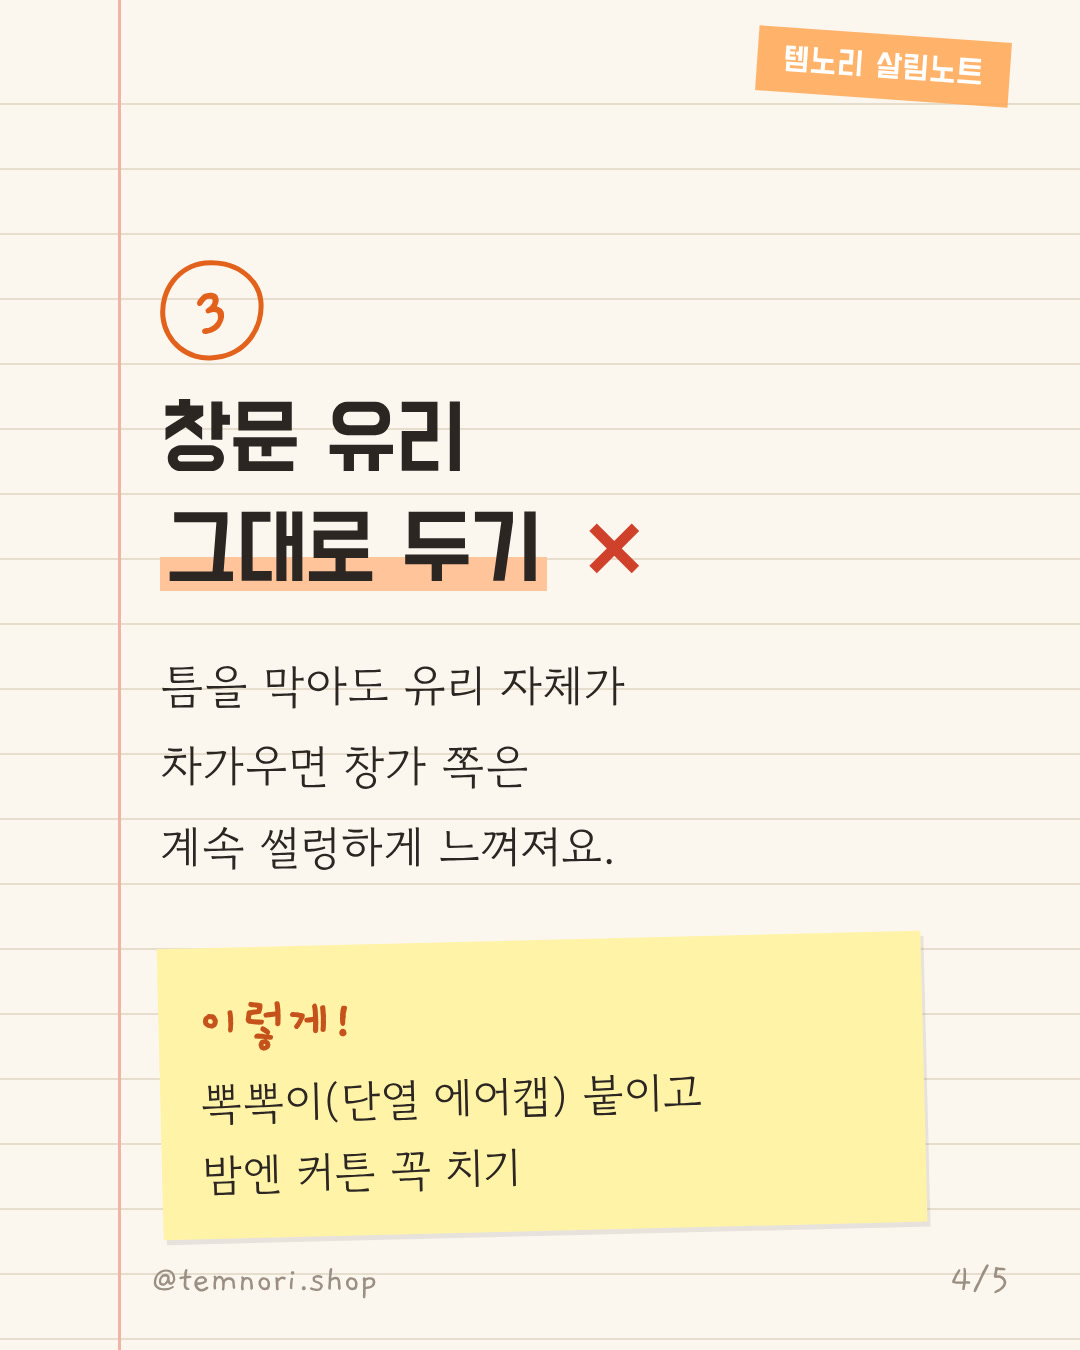 템노리 살림노트
3
창문 유리
그대로 두기 ×
틈을 막아도 유리 자체가
차가우면 창가 쪽은
계속 썰렁하게 느껴져요.
이렇게!
뽁뽁이(단열 에어캡) 붙이고
밤엔 커튼 꼭 치기
@temnori.shop
4/5